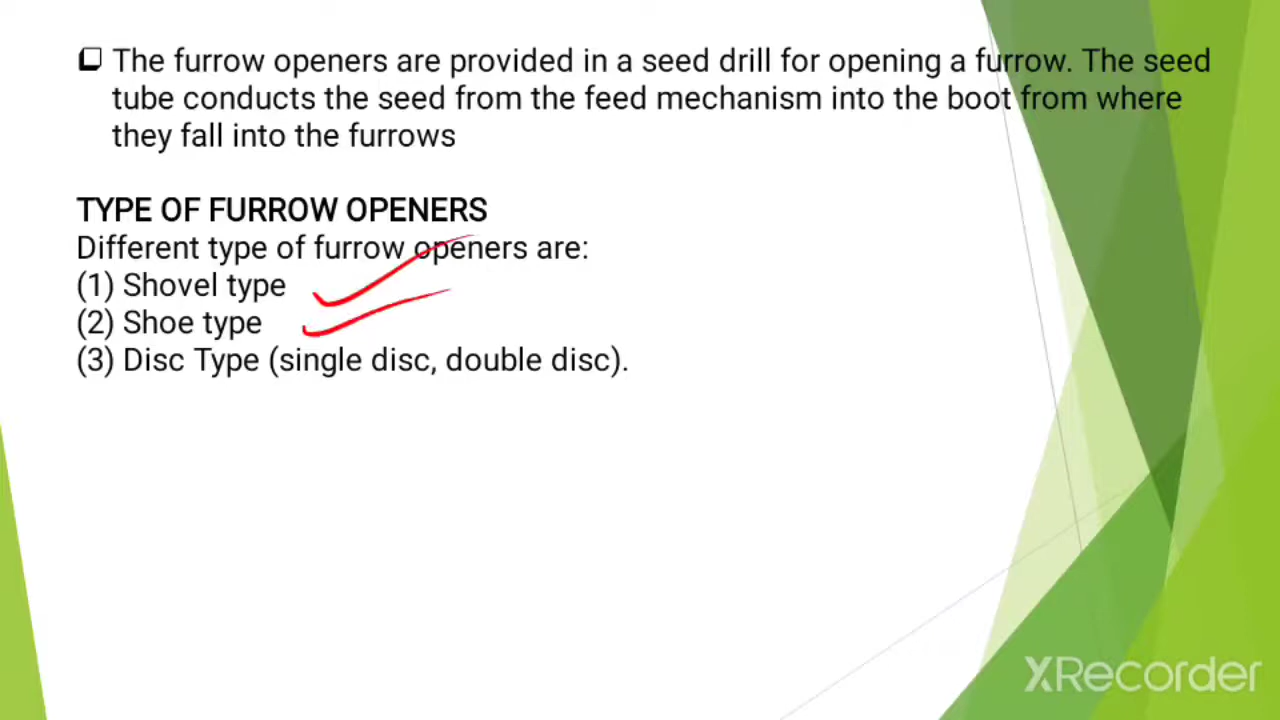 The furrow openers are provided in a seed drill for opening a furrow. The seed
tube conducts the seed from the feed mechanism into the boot from where
they fall into the furrows
TYPE OF FURROW OPENERS
Different type of furrow openers are:
(1) Shovel type
(2) Shoe type
(3) Disc Type (single disc, double disc).
XRecorder